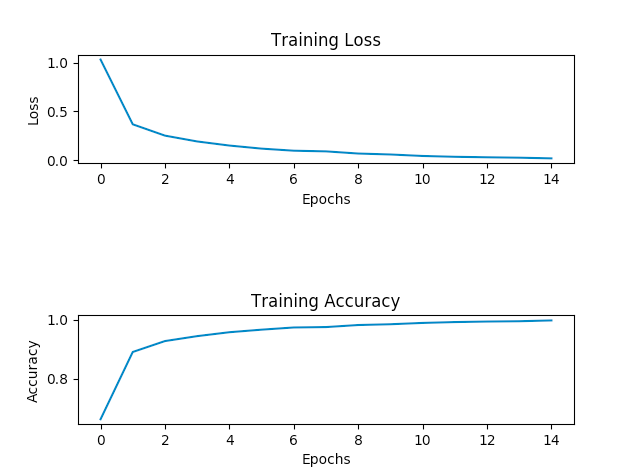 Training Loss
1.0
0.5
0.0
Loss
0 2 4 6 8 10 12 14
Epochs
Training Accuracy
1.0
0.8
Accuracy
0 2 4 6 8 10 12 14
Epochs